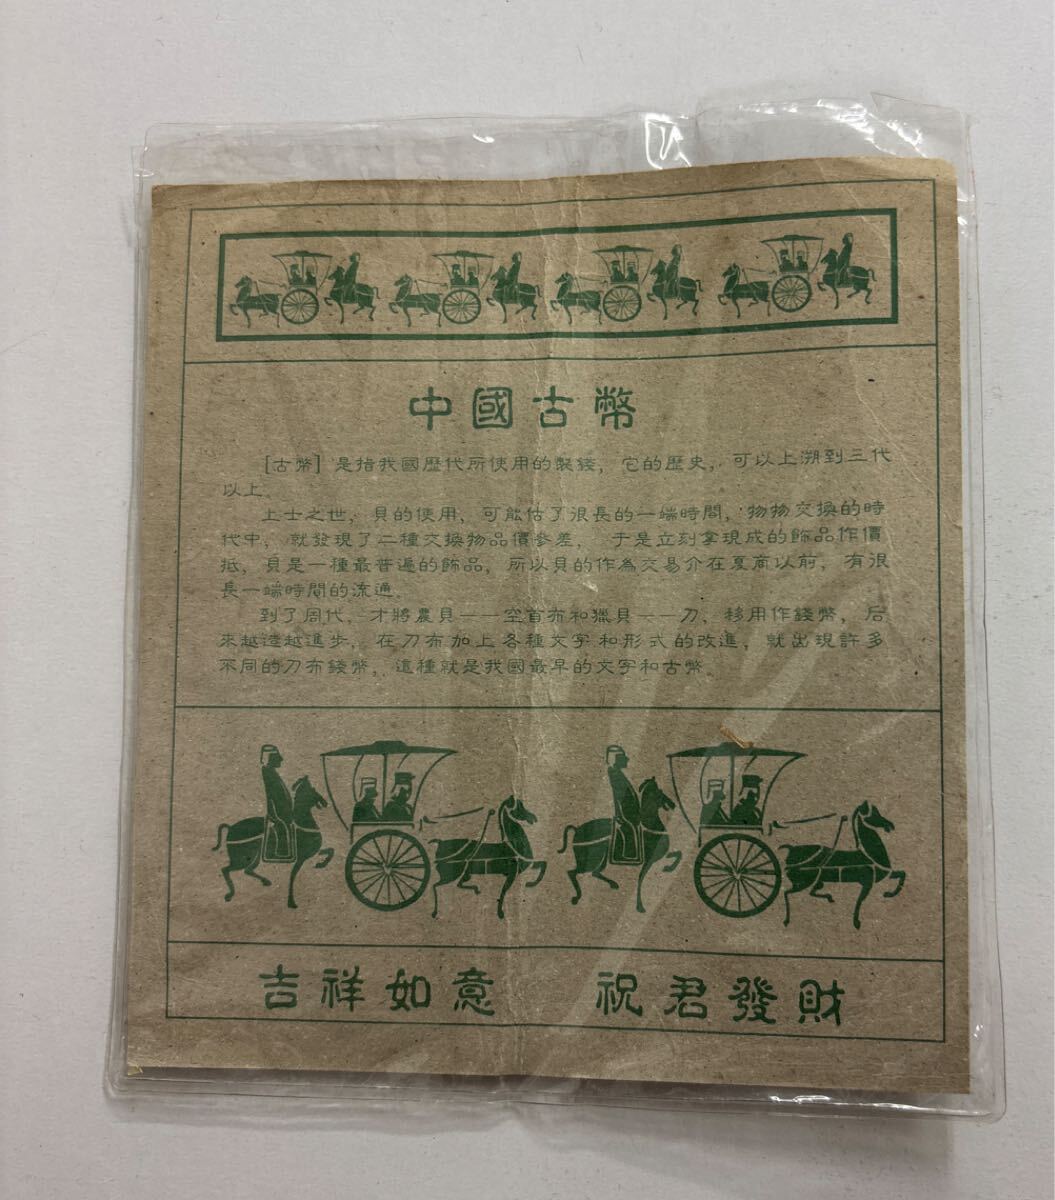 中國古幣
[古幣] 是指我國歷代所使用的製錢, 它的歷史, 可以上溯到三代
以上.
上士之世, 貝的使用, 可能估了很長的一端時間, 物物交換的時
代中, 就發現了二種交換物品價參差, 于是立刻拿現成的飾品作價
抵, 貝是一種最普遍的飾品, 所以貝的作為交易介在夏商以前, 有很
長一端時間的流通.
到了周代, 才將農貝一一空首布和獵貝一一刀, 移用作錢幣, 后
來越造越進步, 在刀布加上各種文字和形式的改進, 就出現許多
不同的刀布錢幣, 這種就是我國最早的文字和古幣.
吉祥如意 祝君發財